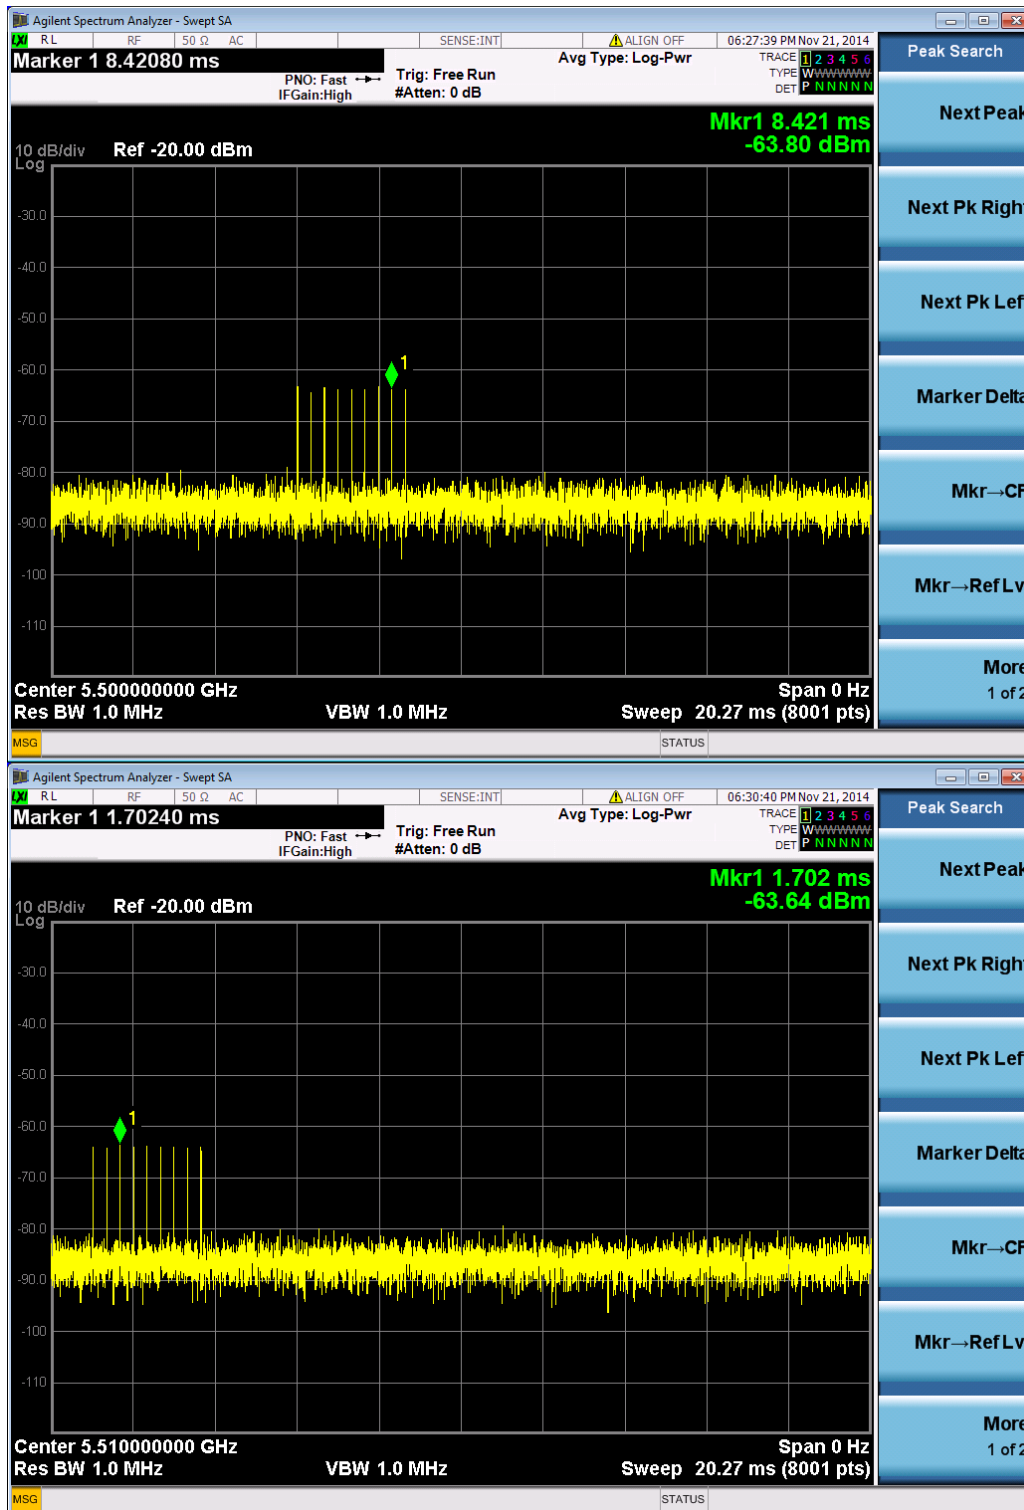 Agilent Spectrum Analyzer - Swept SA
LXI RL RF 50 Ω AC SENSE:INT ALIGN OFF 06:27:39 PM Nov 21, 2014
Marker 1 8.42080 ms
PNO: Fast
IFGain:High
Trig: Free Run
#Atten: 0 dB
Avg Type: Log-Pwr
TRACE 1 2 3 4 5 6
TYPE WWWWWW
DET P N N N N N
Mkr1 8.421 ms
-63.80 dBm
10 dB/div Ref -20.00 dBm
Log
-30.0
-40.0
-50.0
-60.0
-70.0
-80.0
-90.0
-100
-110
1
Center 5.500000000 GHz Span 0 Hz
Res BW 1.0 MHz VBW 1.0 MHz Sweep 20.27 ms (8001 pts)
MSG STATUS
Peak Search
Next Peak
Next Pk Right
Next Pk Lef
Marker Delta
Mkr→CF
Mkr→Ref Lv
More
1 of 2
Agilent Spectrum Analyzer - Swept SA
LXI RL RF 50 Ω AC SENSE:INT ALIGN OFF 06:30:40 PM Nov 21, 2014
Marker 1 1.70240 ms
PNO: Fast
IFGain:High
Trig: Free Run
#Atten: 0 dB
Avg Type: Log-Pwr
TRACE 1 2 3 4 5 6
TYPE WWWWWW
DET P N N N N N
Mkr1 1.702 ms
-63.64 dBm
10 dB/div Ref -20.00 dBm
Log
-30.0
-40.0
-50.0
-60.0
-70.0
-80.0
-90.0
-100
-110
1
Center 5.510000000 GHz Span 0 Hz
Res BW 1.0 MHz VBW 1.0 MHz Sweep 20.27 ms (8001 pts)
MSG STATUS
Peak Search
Next Peak
Next Pk Right
Next Pk Lef
Marker Delta
Mkr→CF
Mkr→Ref Lv
More
1 of 2